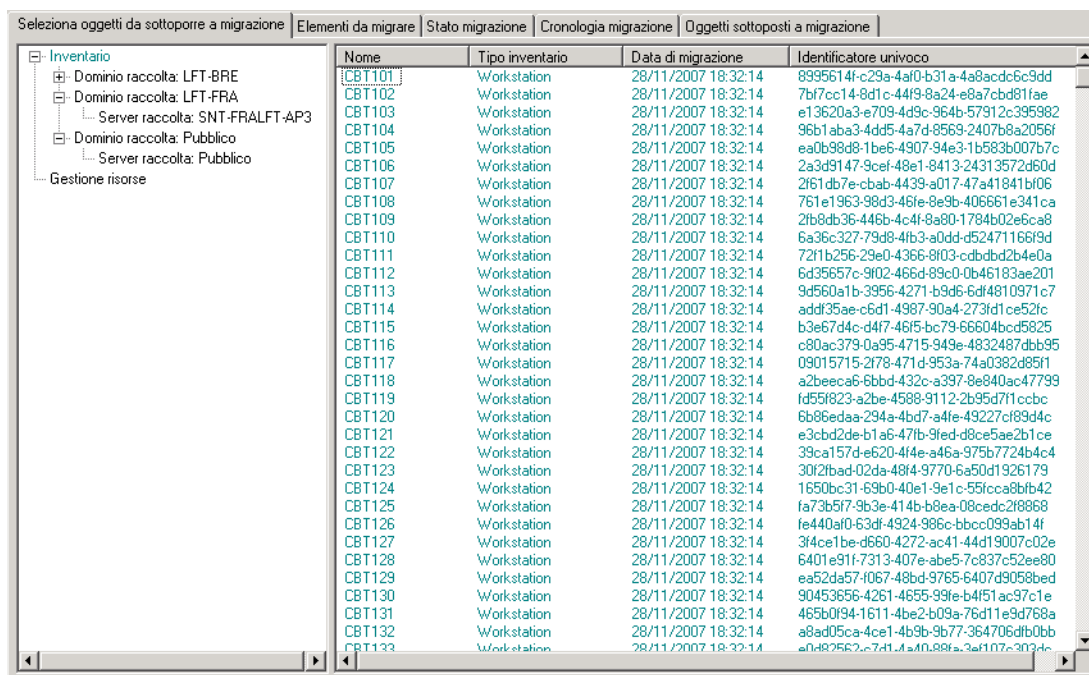 Seleziona oggetti da sottoporre a migrazione Elementi da migrare Stato migrazione Cronologia migrazione Oggetti sottoposti a migrazione
Inventario
Dominio raccolta: LFT-BRE
Dominio raccolta: LFT-FRA
Server raccolta: SNT-FRALFT-AP3
Dominio raccolta: Pubblico
Server raccolta: Pubblico
Gestione risorse
Nome Tipo inventario Data di migrazione Identificatore univoco
CBT101 Workstation 28/11/2007 18:32:14 8995614f-c29a-4af0-b31a-4a8acdc6c9dd
CBT102 Workstation 28/11/2007 18:32:14 7bf7cc14-8d1c-44f9-8a24-e8a7cbd81fae
CBT103 Workstation 28/11/2007 18:32:14 e13620a3-e709-4d9c-964b-57912c395982
CBT104 Workstation 28/11/2007 18:32:14 96b1aba3-4dd5-4a7d-8569-2407b8a2056f
CBT105 Workstation 28/11/2007 18:32:14 ea0b98d8-1be6-4907-94e3-1b583b007b7c
CBT106 Workstation 28/11/2007 18:32:14 2a3d9147-9cef-48e1-8413-24313572d60d
CBT107 Workstation 28/11/2007 18:32:14 2f61db7e-cbab-4439-a017-47a41841bf06
CBT108 Workstation 28/11/2007 18:32:14 761e1963-98d3-46fe-8e9b-406661e341ca
CBT109 Workstation 28/11/2007 18:32:14 2fb8db36-446b-4c4f-8a80-1784b02e6ca8
CBT110 Workstation 28/11/2007 18:32:14 6a36c327-79d8-4fb3-a0dd-d52471166f9d
CBT111 Workstation 28/11/2007 18:32:14 72f1b256-29e0-4366-8f03-cdbdbd2b4e0a
CBT112 Workstation 28/11/2007 18:32:14 6d35657c-9f02-466d-89c0-0b46183ae201
CBT113 Workstation 28/11/2007 18:32:14 9d560a1b-3956-4271-b9d6-6df4810971c7
CBT114 Workstation 28/11/2007 18:32:14 addf35ae-c6d1-4987-90a4-273fd1ce52fc
CBT115 Workstation 28/11/2007 18:32:14 b3e67d4c-d4f7-46f5-bc79-66604bcd5825
CBT116 Workstation 28/11/2007 18:32:14 c80ac379-0a95-4715-949e-4832487dbb95
CBT117 Workstation 28/11/2007 18:32:14 09015715-2f78-471d-953a-74a0382d85f1
CBT118 Workstation 28/11/2007 18:32:14 a2beeca6-6bbd-432c-a397-8e840ac47799
CBT119 Workstation 28/11/2007 18:32:14 fd55f823-a2be-4588-9112-2b95d7f1ccbc
CBT120 Workstation 28/11/2007 18:32:14 6b86edaa-294a-4bd7-a4fe-49227cf89d4c
CBT121 Workstation 28/11/2007 18:32:14 e3cbd2de-b1a6-47fb-9fed-d8ce5ae2b1ce
CBT122 Workstation 28/11/2007 18:32:14 39ca157d-e620-4f4e-a46a-975b7724b4c4
CBT123 Workstation 28/11/2007 18:32:14 30f2fbad-02da-48f4-9770-6a50d1926179
CBT124 Workstation 28/11/2007 18:32:14 1650bc31-69b0-40e1-9e1c-55fcca8bfb42
CBT125 Workstation 28/11/2007 18:32:14 fa73b5f7-9b3e-414b-b8ea-08cedc2f8868
CBT126 Workstation 28/11/2007 18:32:14 fe440af0-63df-4924-986c-bbcc099ab14f
CBT127 Workstation 28/11/2007 18:32:14 3f4ce1be-d660-4272-ac41-44d19007c02e
CBT128 Workstation 28/11/2007 18:32:14 6401e91f-7313-407e-abe5-7c837c52ee80
CBT129 Workstation 28/11/2007 18:32:14 ea52da57-f067-48bd-9765-6407d9058bed
CBT130 Workstation 28/11/2007 18:32:14 90453656-4261-4655-99fe-b4f51ac97c1e
CBT131 Workstation 28/11/2007 18:32:14 465b0f94-1611-4be2-b09a-76d11e9d768a
CBT132 Workstation 28/11/2007 18:32:14 a8ad05ca-4ce1-4b9b-9b77-364706dfb0bb
CBT133 Workstation 28/11/2007 18:32:14 e0d82562-c7d1-4a40-88fa-3ef107c303dc